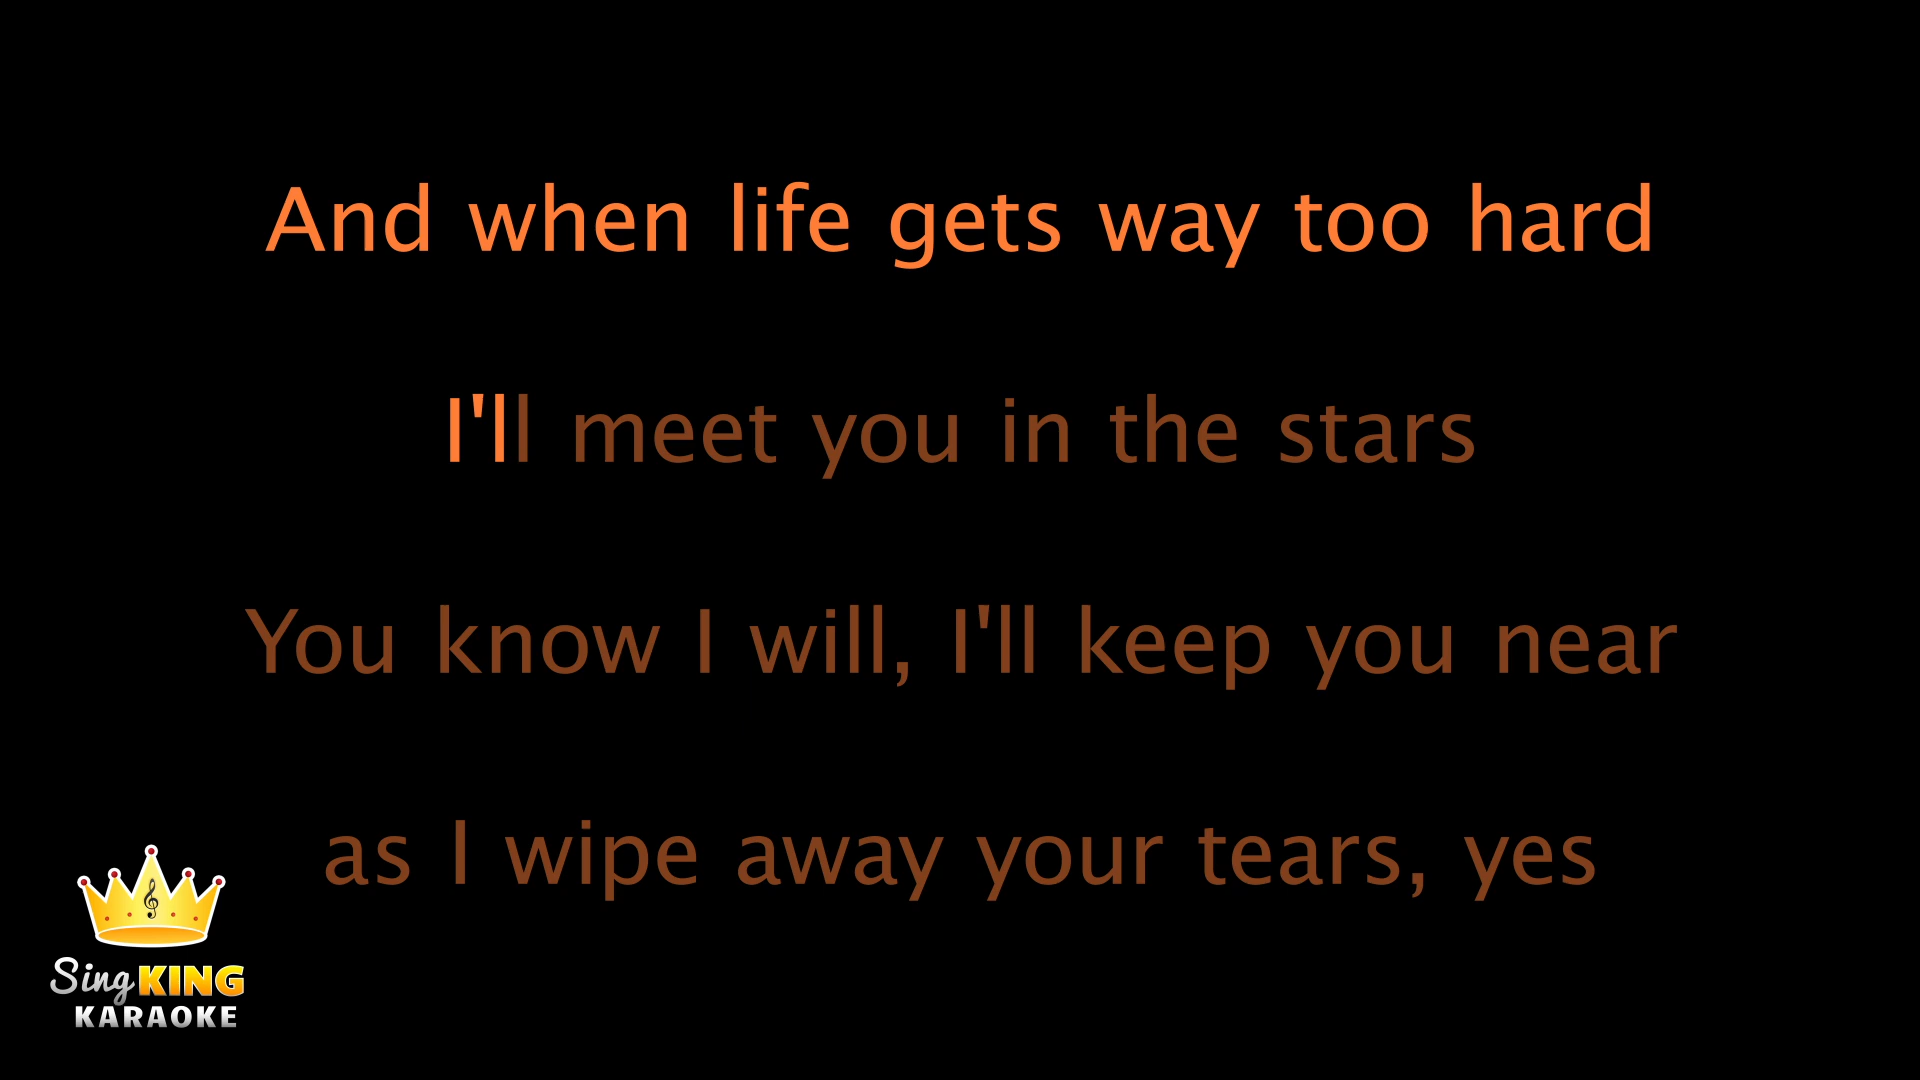 And when life gets way too hard
I'll meet you in the stars
You know I will, I'll keep you near
as I wipe away your tears, yes
Sing KING
KARAOKE